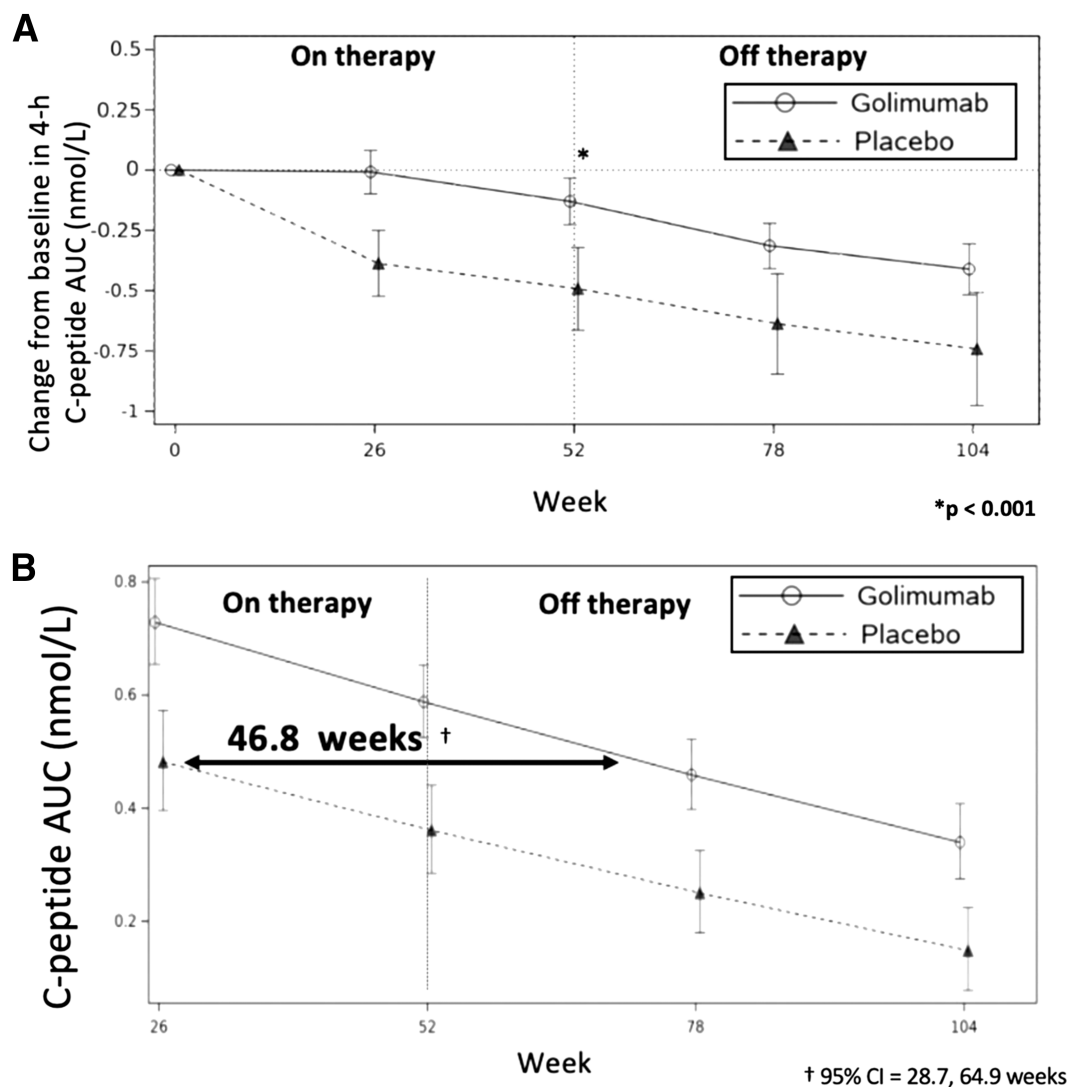 A
On therapy
Off therapy
Golimumab
Placebo
Change from baseline in 4-h
C-peptide AUC (nmol/L)
0.5
0.25
0
-0.25
-0.5
-0.75
-1
*
0 26 52 78 104
Week
*p < 0.001
B
On therapy
Off therapy
Golimumab
Placebo
C-peptide AUC (nmol/L)
0.8
0.6
0.4
0.2
46.8 weeks †
26 52 78 104
Week
† 95% CI = 28.7, 64.9 weeks